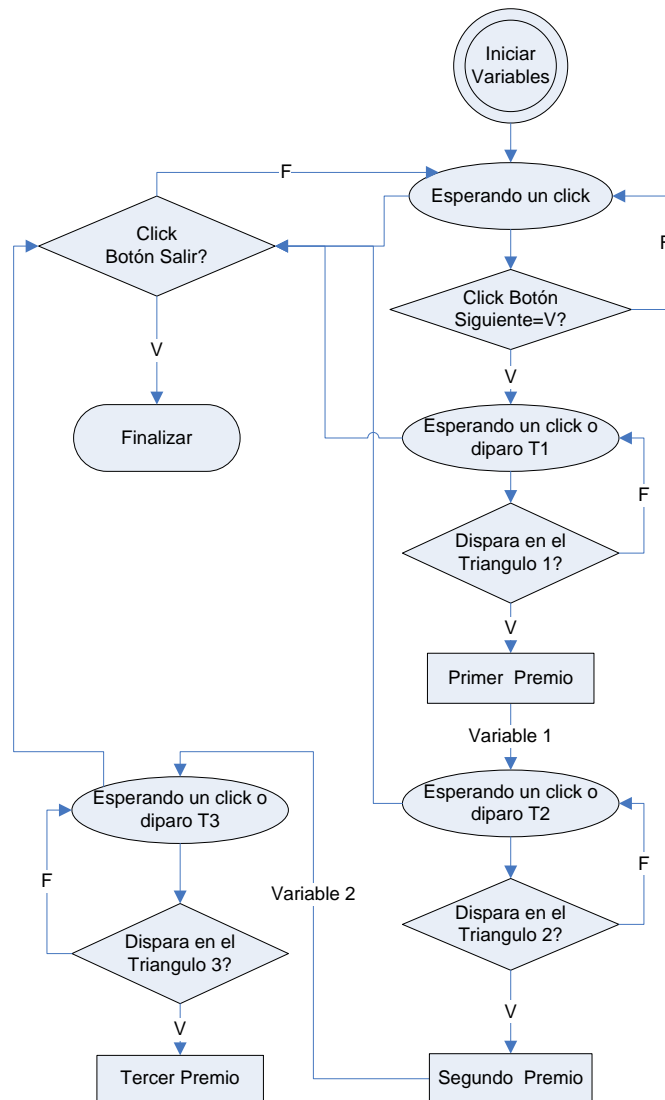 Iniciar
Variables
F
Esperando un click
Click
Botón Salir?
F
Click Botón
Siguiente=V?
V
V
Finalizar
Esperando un click o
diparo T1
F
Dispara en el
Triangulo 1?
V
Primer Premio
Variable 1
Esperando un click o
diparo T2
F
Dispara en el
Triangulo 2?
V
Segundo Premio
Variable 2
Esperando un click o
diparo T3
F
Dispara en el
Triangulo 3?
V
Tercer Premio